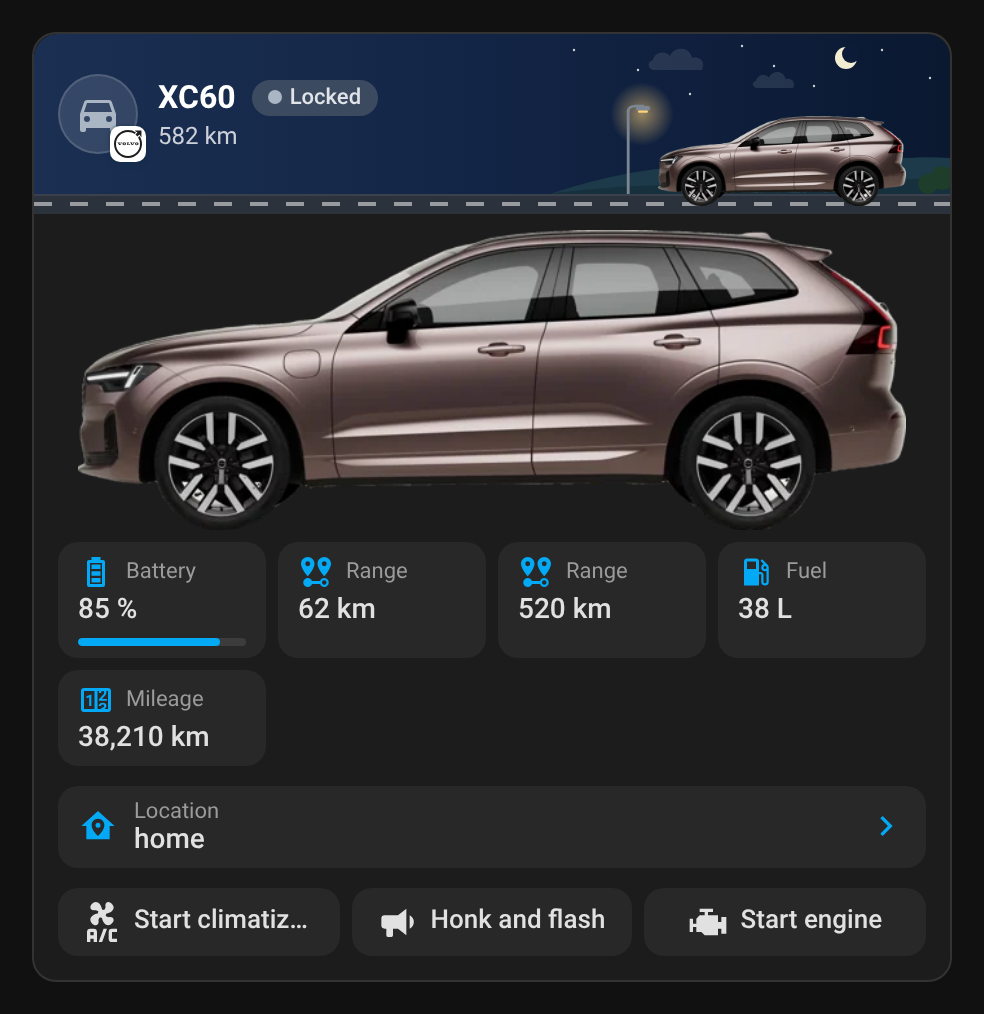 XC60
Locked
582 km
VOLVO
Battery
85 %
Range
62 km
Range
520 km
Fuel
38 L
Mileage
38,210 km
Location
home
A/C
Start climatiz...
Honk and flash
Start engine